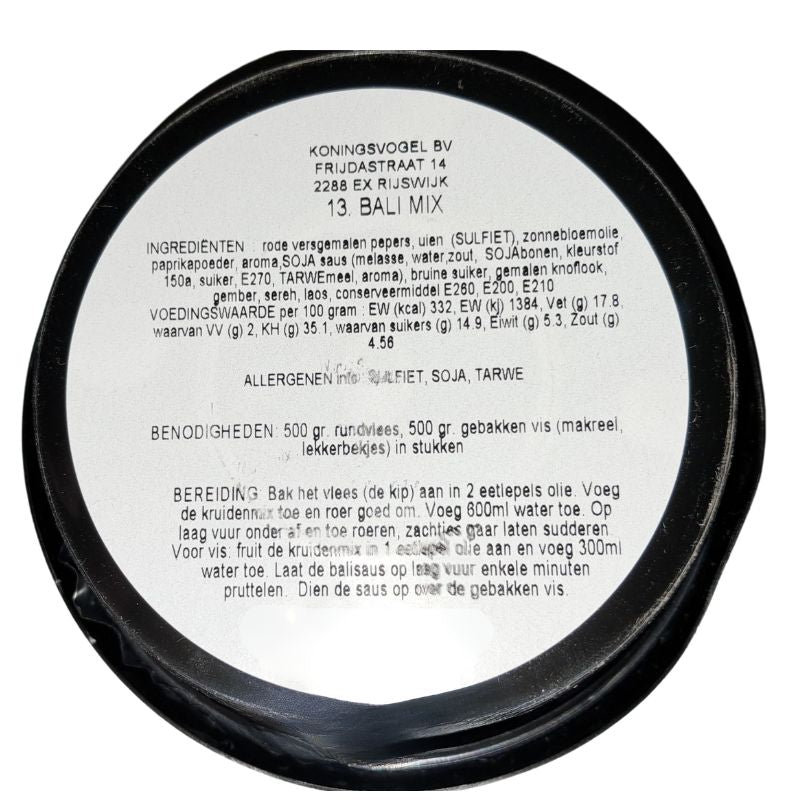 KONINGSVOGEL BV
FRIJDASTRAAT 14
2288 EX RIJSWIJK
13. BALI MIX
INGREDIËNTEN : rode versgemalen pepers, uien (SULFIET), zonnebloemolie,
paprikapoeder, aroma,SOJA saus (melasse, water,zout, SOJAbonen, kleurstof
150a, suiker, E270, TARWEmeel, aroma), bruine suiker, gemalen knoflook,
gember, sereh, laos, conserveermiddel E260, E200, E210
VOEDINGSWAARDE per 100 gram : EW (kcal) 332, EW (kj) 1384, Vet (g) 17.8,
waarvan VV (g) 2, KH (g) 35.1, waarvan suikers (g) 14.9, Eiwit (g) 5.3, Zout (g)
4.56
ALLERGENEN info: SULFIET, SOJA, TARWE
BENODIGHEDEN: 500 gr. rundvlees, 500 gr. gebakken vis (makreel,
lekkerbekjes) in stukken
BEREIDING: Bak het vlees (de kip) aan in 2 eetlepels olie. Voeg
de kruidenmix toe en roer goed om. Voeg 600ml water toe. Op
laag vuur onder af en toe roeren, zachtjes gaar laten sudderen.
Voor vis: fruit de kruidenmix in 1 eetlepel olie aan en voeg 300ml
water toe. Laat de balisaus op laag vuur enkele minuten
pruttelen. Dien de saus op over de gebakken vis.